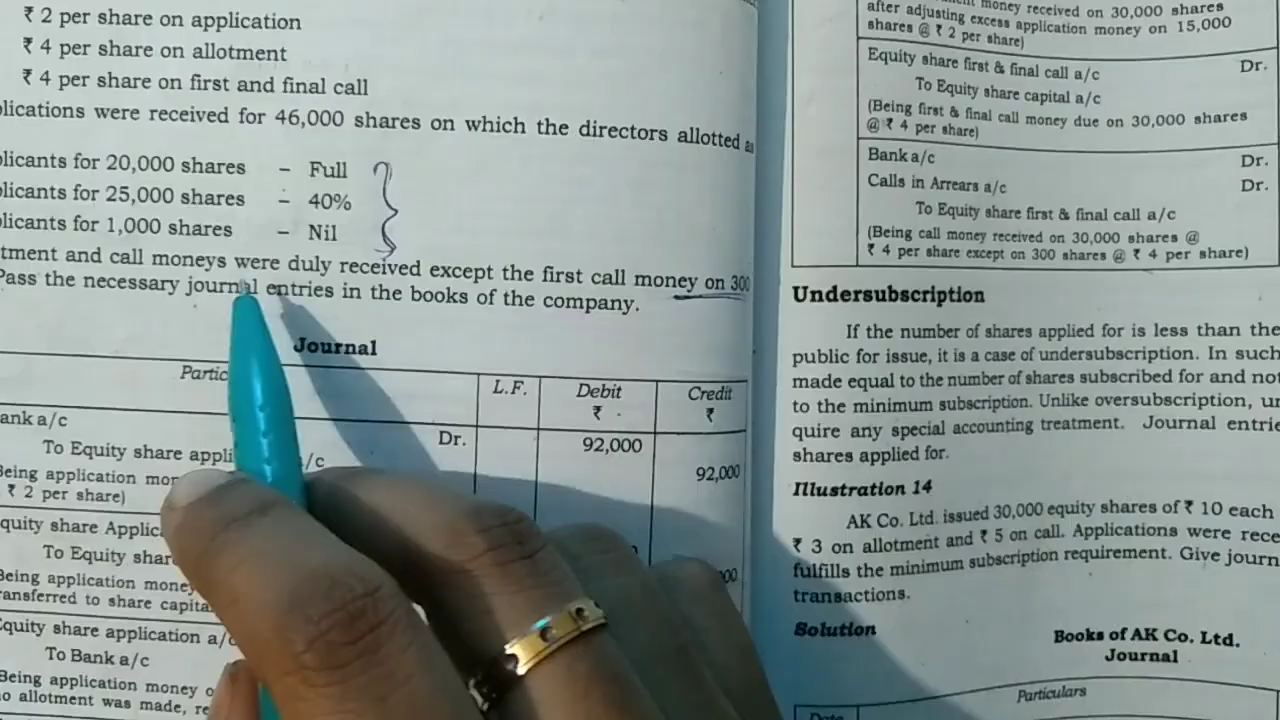 ₹ 2 per share on application
₹ 4 per share on allotment
₹ 4 per share on first and final call
plications were received for 46,000 shares on which the directors allotted as
plicants for 20,000 shares – Full
plicants for 25,000 shares – 40%
plicants for 1,000 shares – Nil
tment and call moneys were duly received except the first call money on 300
Pass the necessary journal entries in the books of the company.
Journal
Partic L.F. Debit ₹ Credit ₹
ank a/c Dr. 92,000
To Equity share appli /c 92,000
Being application mon
₹ 2 per share)
quity share Applic
To Equity shar 00
Being application money
ansferred to share capita
quity share application a/c
To Bank a/c
Being application money o
no allotment was made, re
money received on 30,000 shares
after adjusting excess application money on 15,000
shares @ ₹ 2 per share)
Equity share first & final call a/c Dr.
To Equity share capital a/c
(Being first & final call money due on 30,000 shares
@ ₹ 4 per share)
Bank a/c Dr.
Calls in Arrears a/c Dr.
To Equity share first & final call a/c
(Being call money received on 30,000 shares @
₹ 4 per share except on 300 shares @ ₹ 4 per share)
Undersubscription
If the number of shares applied for is less than the
public for issue, it is a case of undersubscription. In such
made equal to the number of shares subscribed for and not
to the minimum subscription. Unlike oversubscription, un
quire any special accounting treatment. Journal entrie
shares applied for.
Illustration 14
AK Co. Ltd. issued 30,000 equity shares of ₹ 10 each
₹ 3 on allotment and ₹ 5 on call. Applications were rece
fulfills the minimum subscription requirement. Give journ
transactions.
Solution
Books of AK Co. Ltd.
Journal
Date Particulars